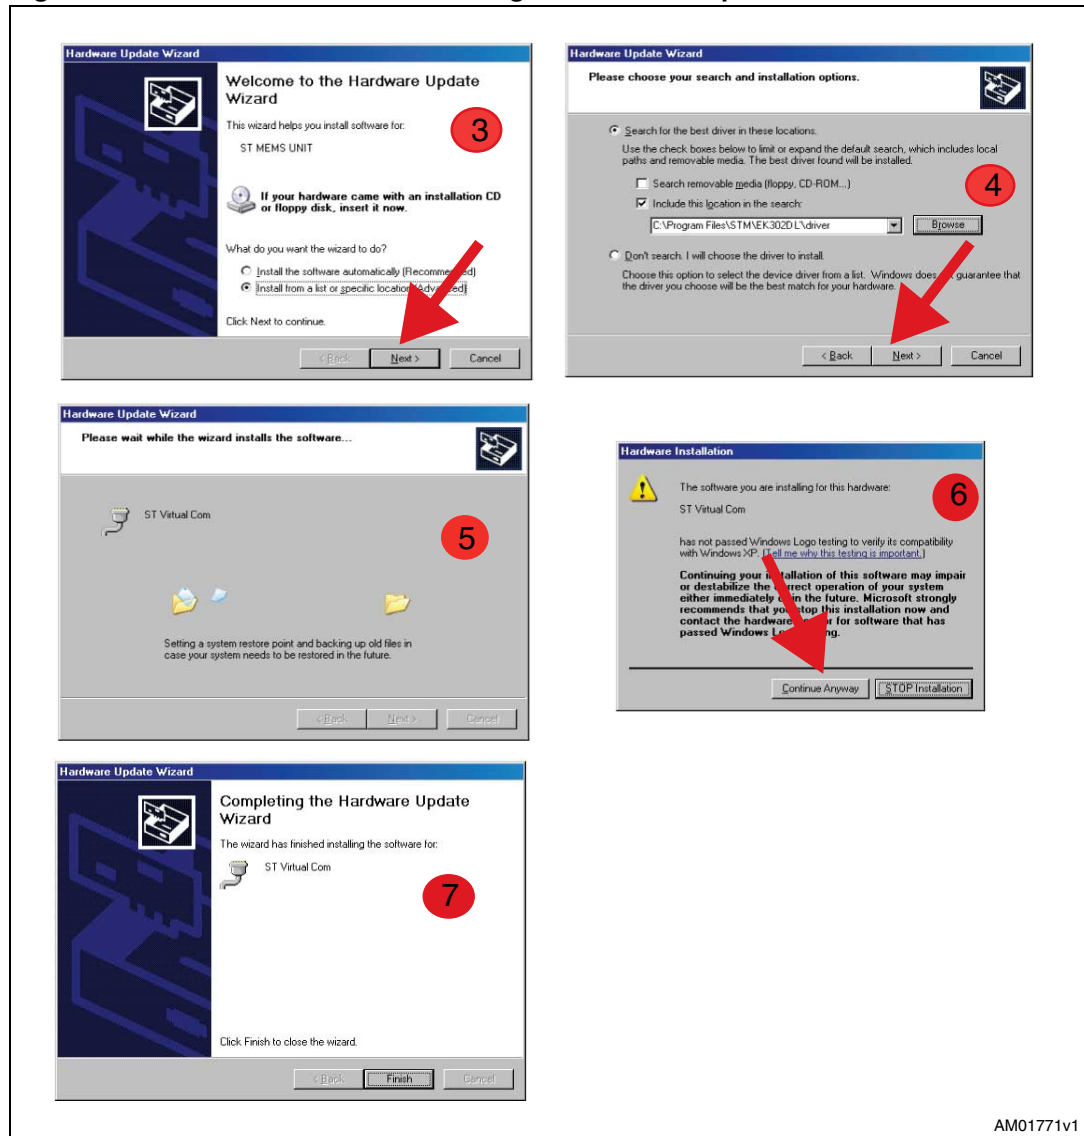 Hardware Update Wizard
Welcome to the Hardware Update
Wizard
This wizard helps you install software for:
ST MEMS UNIT
3
If your hardware came with an installation CD
or floppy disk, insert it now.
What do you want the wizard to do?
Install the software automatically (Recommended)
Install from a list or specific location (Advanced)
Click Next to continue.
< Back Next > Cancel
Hardware Update Wizard
Please choose your search and installation options.
Search for the best driver in these locations.
Use the check boxes below to limit or expand the default search, which includes local
paths and removable media. The best driver found will be installed.
Search removable media (floppy, CD-ROM...)
4
Include this location in the search:
C:\Program Files\STM\EK302DL\driver Browse
Don't search. I will choose the driver to install.
Choose this option to select the device driver from a list. Windows does guarantee that
the driver you choose will be the best match for your hardware.
< Back Next > Cancel
Hardware Update Wizard
Please wait while the wizard installs the software...
ST Virtual Com
5
Setting a system restore point and backing up old files in
case your system needs to be restored in the future.
< Back Next > Cancel
Hardware Installation
The software you are installing for this hardware:
6
ST Virtual Com
has not passed Windows Logo testing to verify its compatibility
with Windows XP. (Tell me why this testing is important.)
Continuing your installation of this software may impair
or destabilize the correct operation of your system
either immediately or in the future. Microsoft strongly
recommends that you stop this installation now and
contact the hardware vendor for software that has
passed Windows Logo testing.
Continue Anyway STOP Installation
Hardware Update Wizard
Completing the Hardware Update
Wizard
The wizard has finished installing the software for:
ST Virtual Com
7
Click Finish to close the wizard.
< Back Finish Cancel
AM01771v1